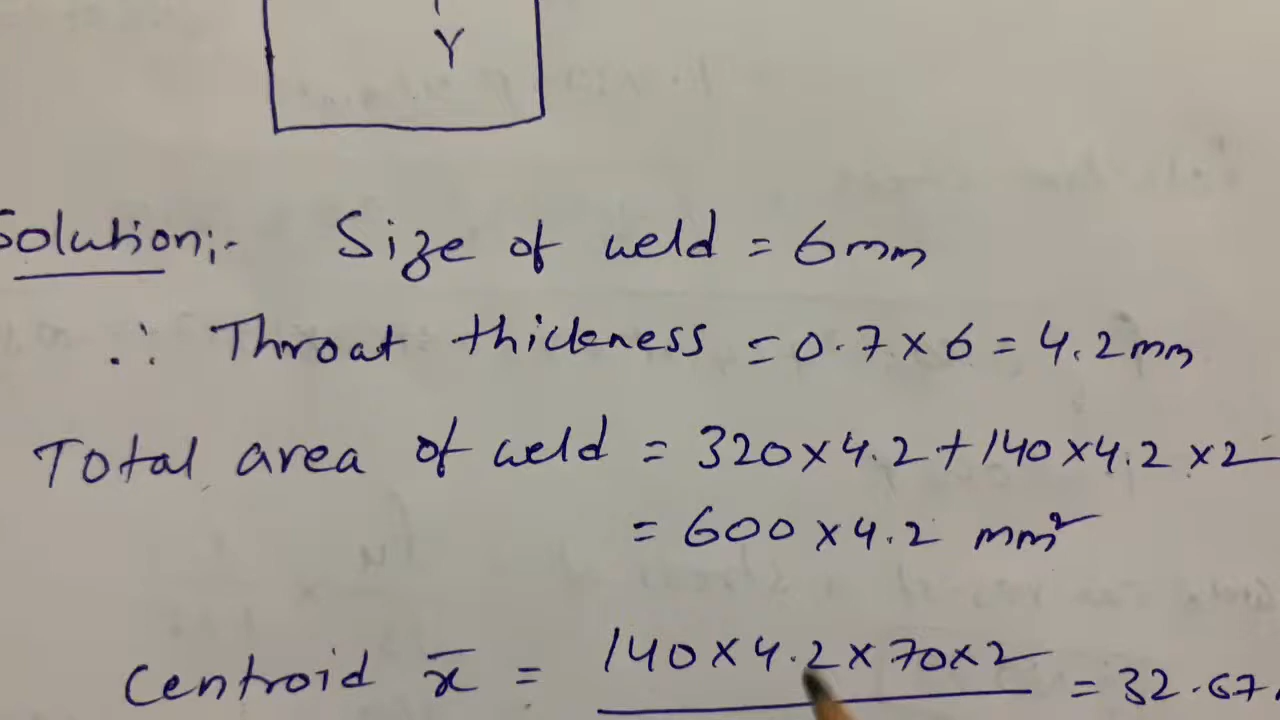 Y
Solution:-  Size of weld = 6mm
∴ Throat thickness = 0.7 × 6 = 4.2mm
Total area of weld = 320 × 4.2 + 140 × 4.2 × 2
= 600 × 4.2 mm²
Centroid x̄ = 140 × 4.2 × 70 × 2 = 32.67